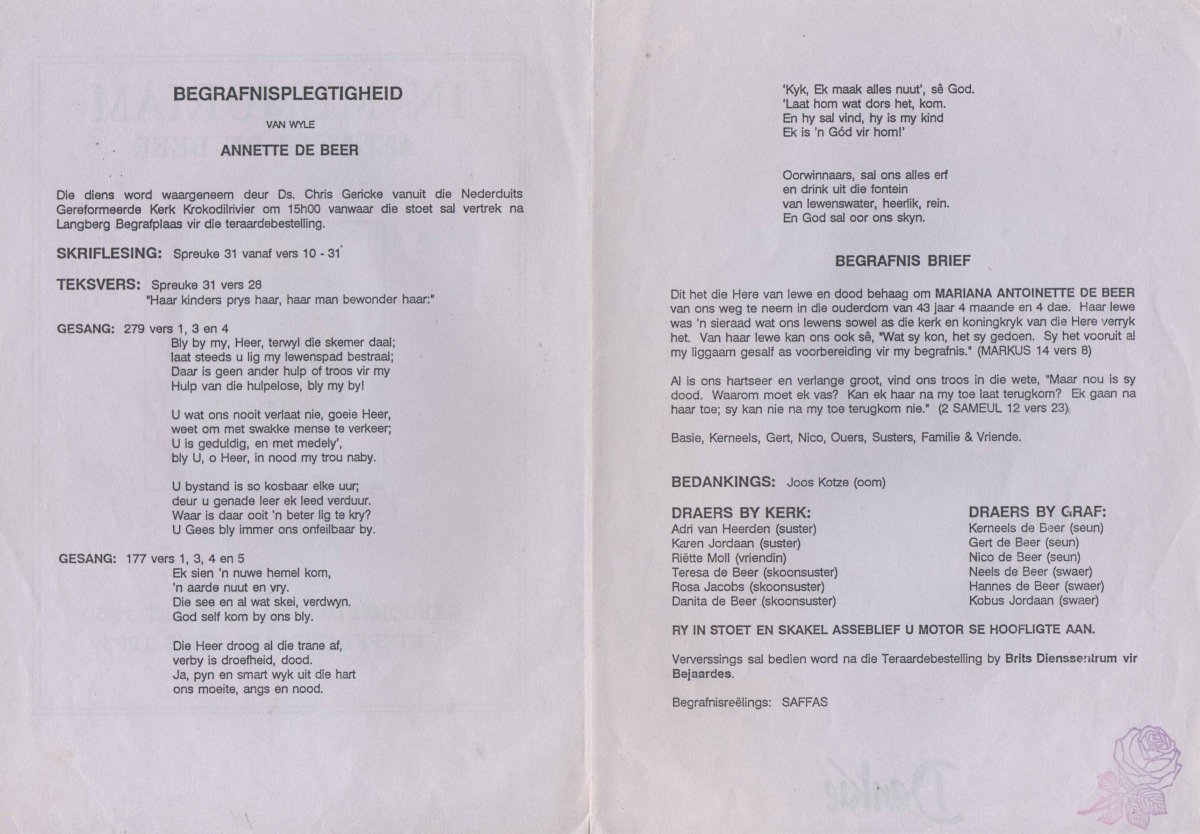 BEGRAFNISPLEGTIGHEID
VAN WYLE
ANNETTE DE BEER
Die diens word waargeneem deur Ds. Chris Gericke vanuit die Nederduits
Gereformeerde Kerk Krokodilrivier om 15h00 vanwaar die stoet sal vertrek na
Langberg Begrafplaas vir die teraardebestelling.
SKRIFLESING: Spreuke 31 vanaf vers 10 - 31
TEKSVERS: Spreuke 31 vers 28
"Haar kinders prys haar, haar man bewonder haar:"
GESANG: 279 vers 1, 3 en 4
Bly by my, Heer, terwyl die skemer daal;
laat steeds u lig my lewenspad bestraal;
Daar is geen ander hulp of troos vir my
Hulp van die hulpelose, bly my by!
U wat ons nooit verlaat nie, goeie Heer,
weet om met swakke mense te verkeer;
U is geduldig, en met medely',
bly U, o Heer, in nood my trou naby.
U bystand is so kosbaar elke uur;
deur u genade leer ek leed verduur.
Waar is daar ooit 'n beter lig te kry?
U Gees bly immer ons onfeilbaar by.
GESANG: 177 vers 1, 3, 4 en 5
Ek sien 'n nuwe hemel kom,
'n aarde nuut en vry.
Die see en al wat skei, verdwyn.
God self kom by ons bly.
Die Heer droog al die trane af,
verby is droefheid, dood.
Ja, pyn en smart wyk uit die hart
ons moeite, angs en nood.
'Kyk, Ek maak alles nuut', sê God.
'Laat hom wat dors het, kom.
En hy sal vind, hy is my kind
Ek is 'n Gód vir hom!'
Oorwinnaars, sal ons alles erf
en drink uit die fontein
van lewenswater, heerlik, rein.
En God sal oor ons skyn.
BEGRAFNIS BRIEF
Dit het die Here van lewe en dood behaag om MARIANA ANTOINETTE DE BEER
van ons weg te neem in die ouderdom van 43 jaar 4 maande en 4 dae. Haar lewe
was 'n sieraad wat ons lewens sowel as die kerk en koningkryk van die Here verryk
het. Van haar lewe kan ons ook sê, "Wat sy kon, het sy gedoen. Sy het vooruit al
my liggaam gesalf as voorbereiding vir my begrafnis." (MARKUS 14 vers 8)
Al is ons hartseer en verlange groot, vind ons troos in die wete, "Maar nou is sy
dood. Waarom moet ek vas? Kan ek haar na my toe laat terugkom? Ek gaan na
haar toe; sy kan nie na my toe terugkom nie." (2 SAMEUL 12 vers 23)
Basie, Kerneels, Gert, Nico, Ouers, Susters, Familie & Vriende.
BEDANKINGS: Joos Kotze (oom)
DRAERS BY KERK:
Adri van Heerden (suster)
Karen Jordaan (suster)
Riëtte Moll (vriendin)
Teresa de Beer (skoonsuster)
Rosa Jacobs (skoonsuster)
Danita de Beer (skoonsuster)
DRAERS BY GRAF:
Kerneels de Beer (seun)
Gert de Beer (seun)
Nico de Beer (seun)
Neels de Beer (swaer)
Hannes de Beer (swaer)
Kobus Jordaan (swaer)
RY IN STOET EN SKAKEL ASSEBLIEF U MOTOR SE HOOFLIGTE AAN.
Ververssings sal bedien word na die Teraardebestelling by Brits Dienssentrum vir
Bejaardes.
Begrafnisreëlings: SAFFAS